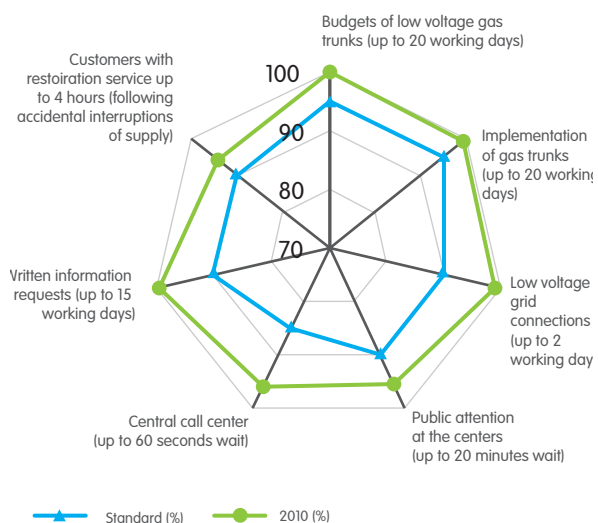 Budgets of low voltage gas
trunks (up to 20 working days)
Customers with
restoiration service up
to 4 hours (following
accidental interruptions
of supply)
100
90
80
70
Implementation
of gas trunks
(up to 20 working
days)
Low voltage
grid
connections
(up to 2
working day
Public attention
at the centers
(up to 20 minutes wait)
Central call center
(up to 60 seconds wait)
Written information
requests (up to 15
working days)
Standard (%)
2010 (%)